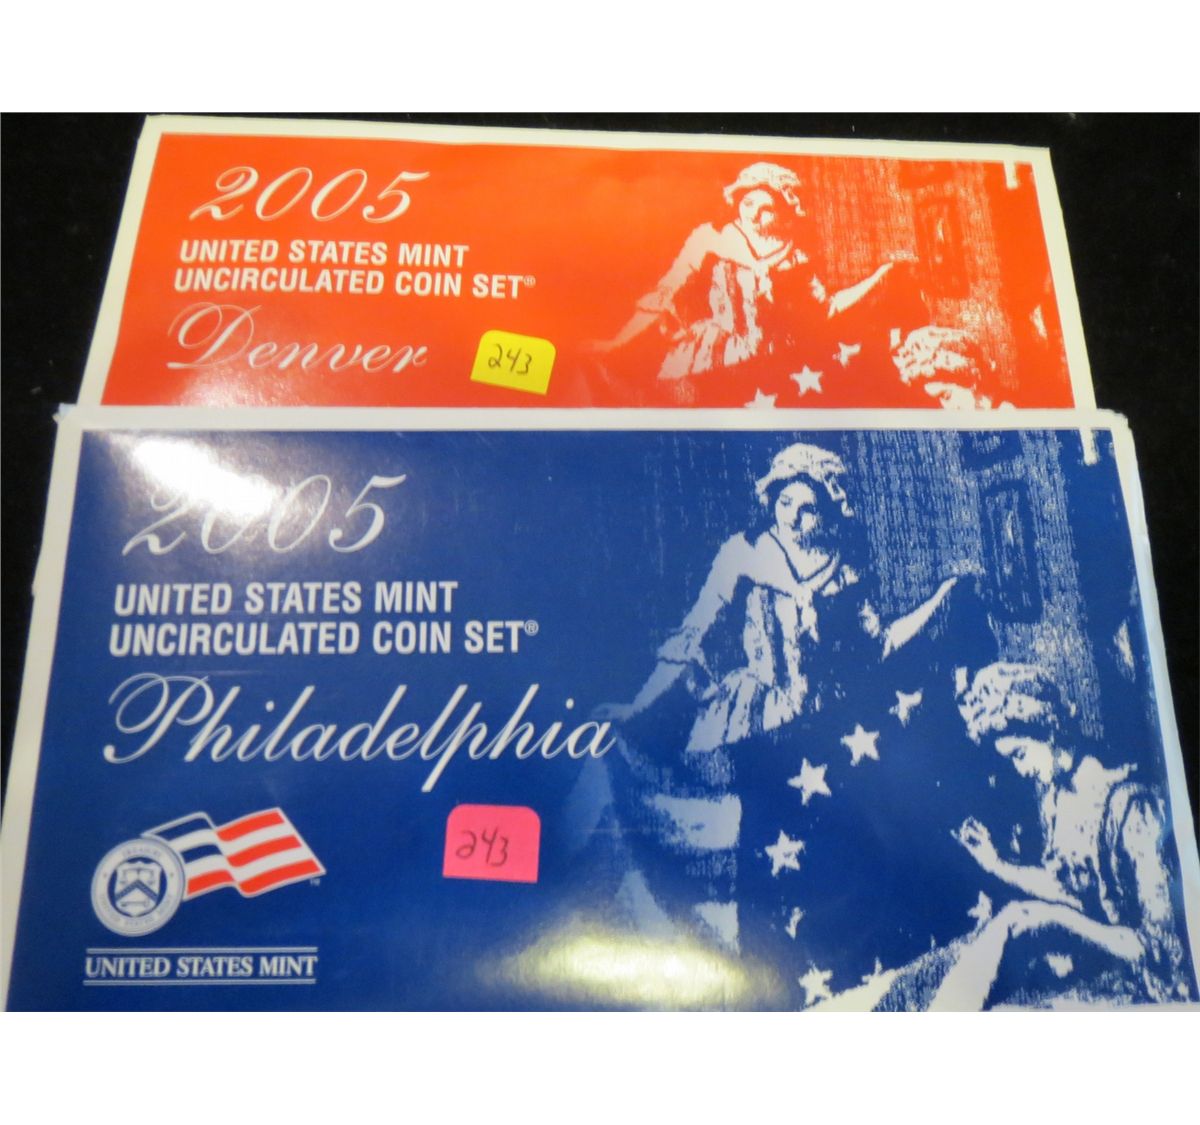 2005
UNITED STATES MINT
UNCIRCULATED COIN SET®
Denver
243
2005
UNITED STATES MINT
UNCIRCULATED COIN SET®
Philadelphia
243
TM
UNITED STATES MINT